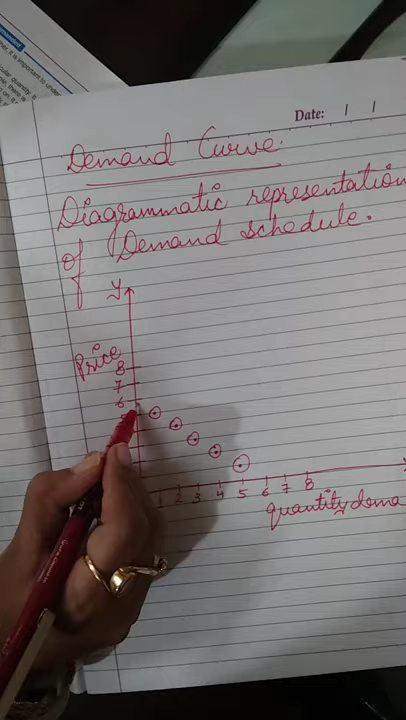 Date: | |
Demand Curve.
Diagrammatic representation
of Demand schedule.
Y
Price
8
7
6
2 3 4 5 6 7 8
quantity dema